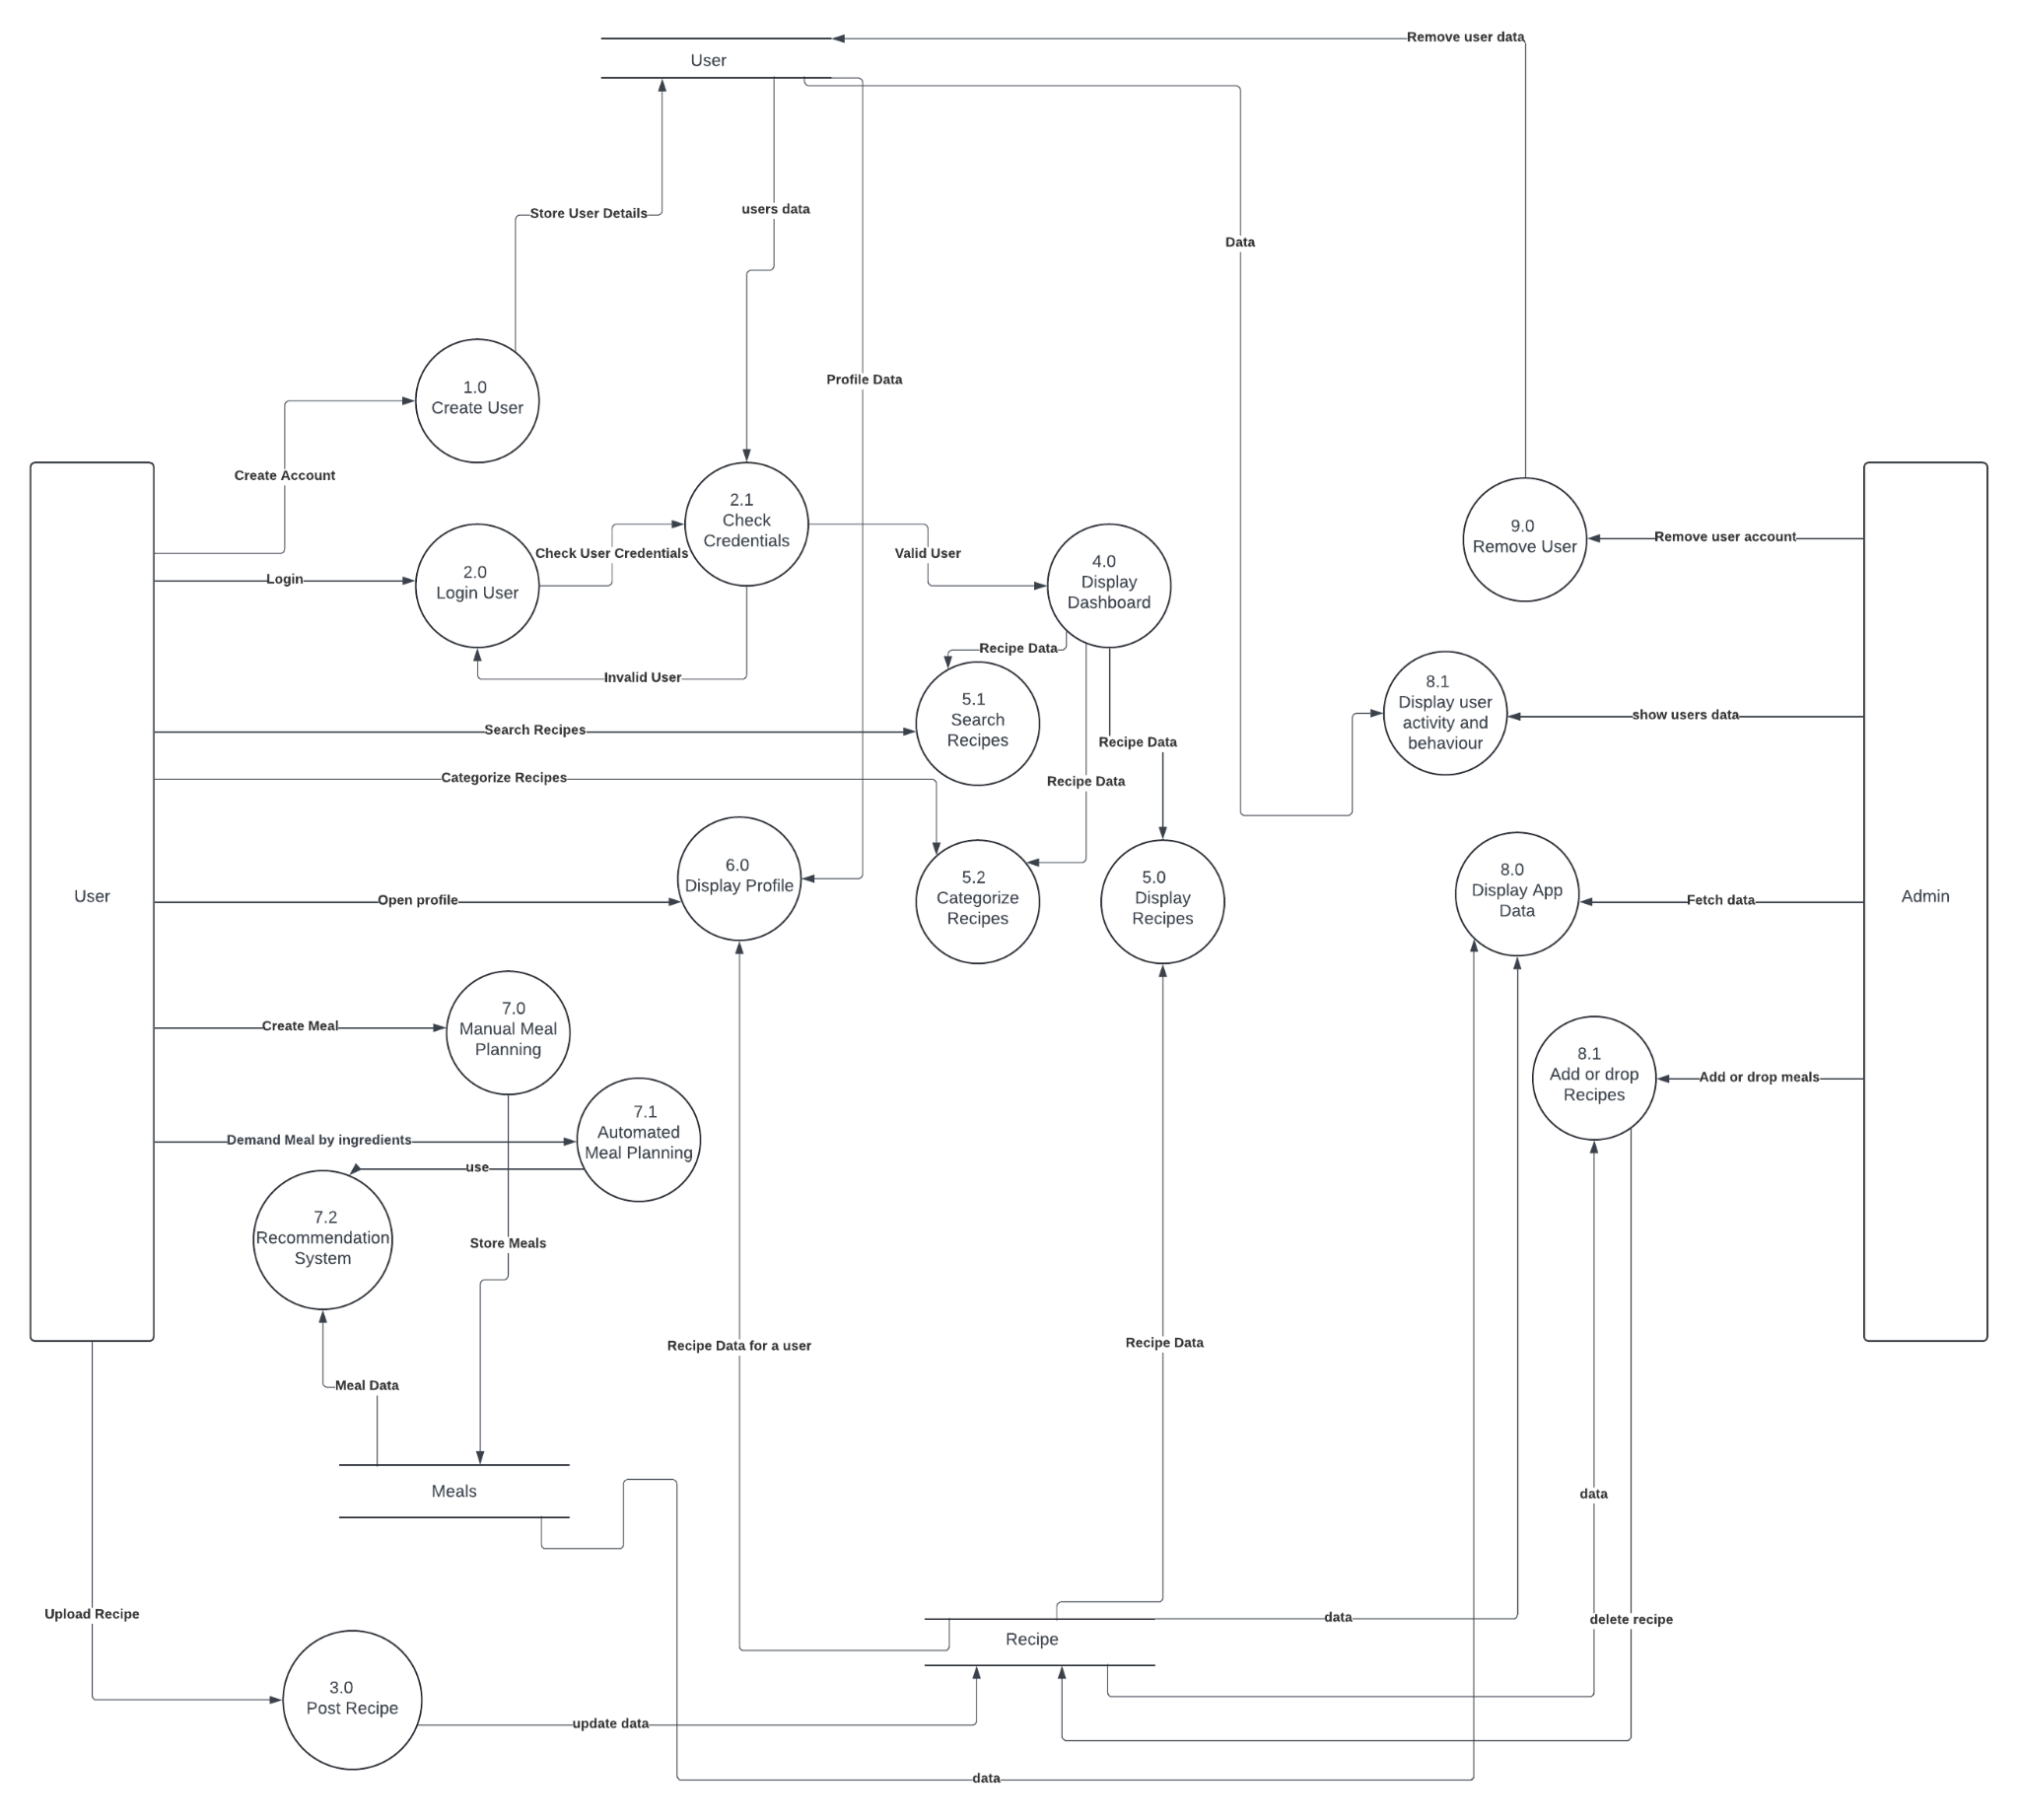 Remove user data
User
Store User Details
users data
Data
Profile Data
1.0
Create User
Create Account
2.1
Check
Credentials
9.0
Remove User
Remove user account
Check User Credentials
Valid User
4.0
Display
Dashboard
Login
2.0
Login User
Recipe Data
Invalid User
5.1
Search
Recipes
8.1
Display user
activity and
behaviour
show users data
Search Recipes
Recipe Data
Categorize Recipes
Recipe Data
6.0
Display Profile
5.2
Categorize
Recipes
5.0
Display
Recipes
8.0
Display App
Data
User
Open profile
Fetch data
Admin
7.0
Manual Meal
Planning
Create Meal
8.1
Add or drop
Recipes
Add or drop meals
7.1
Automated
Meal Planning
Demand Meal by ingredients
use
7.2
Recommendation
System
Store Meals
Recipe Data for a user
Recipe Data
Meal Data
Meals
data
Upload Recipe
data
delete recipe
Recipe
3.0
Post Recipe
update data
data